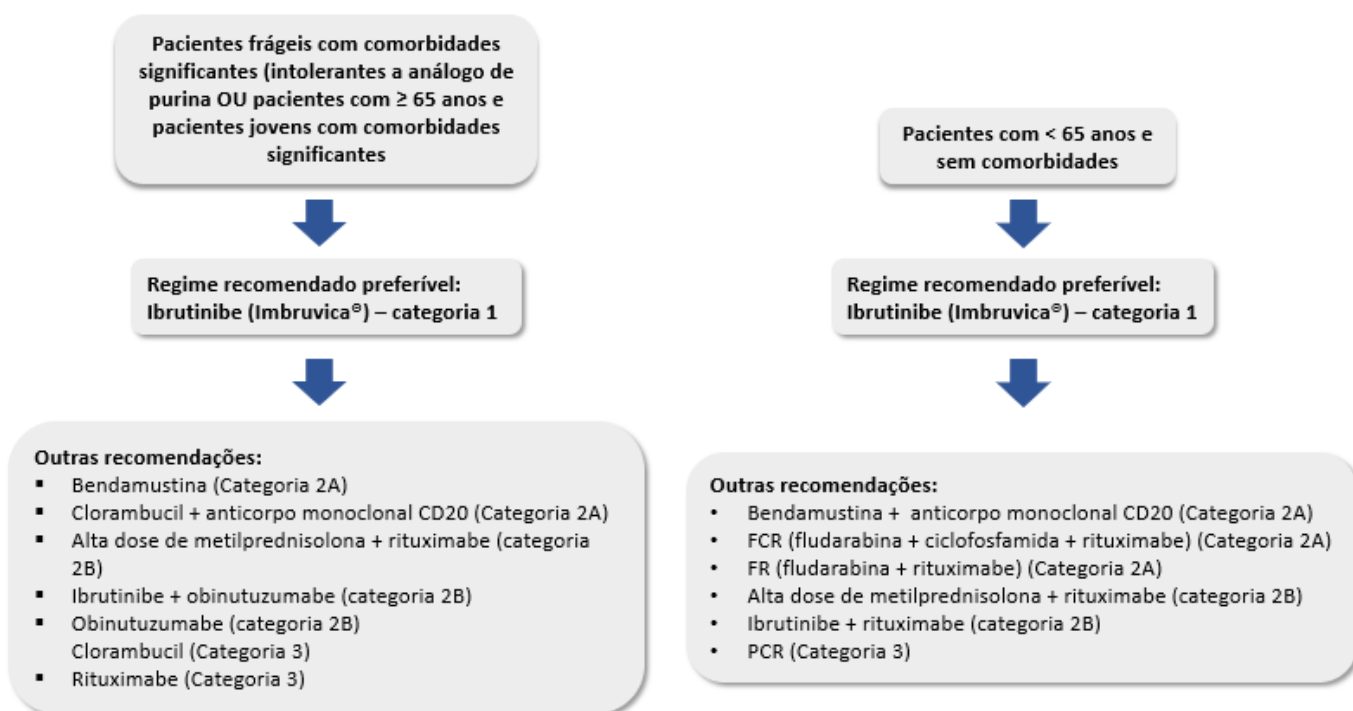 Pacientes frágeis com comorbidades
significantes (intolerantes a análogo de
purina OU pacientes com ≥ 65 anos e
pacientes jovens com comorbidades
significantes
Regime recomendado preferível:
Ibrutinibe (Imbruvica®) – categoria 1
Outras recomendações:
▪ Bendamustina (Categoria 2A)
▪ Clorambucil + anticorpo monoclonal CD20 (Categoria 2A)
▪ Alta dose de metilprednisolona + rituximabe (categoria
2B)
▪ Ibrutinibe + obinutuzumabe (categoria 2B)
▪ Obinutuzumabe (categoria 2B)
Clorambucil (Categoria 3)
▪ Rituximabe (Categoria 3)
Pacientes com < 65 anos e
sem comorbidades
Regime recomendado preferível:
Ibrutinibe (Imbruvica®) – categoria 1
Outras recomendações:
• Bendamustina + anticorpo monoclonal CD20 (Categoria 2A)
• FCR (fludarabina + ciclofosfamida + rituximabe) (Categoria 2A)
• FR (fludarabina + rituximabe) (Categoria 2A)
• Alta dose de metilprednisolona + rituximabe (categoria 2B)
• Ibrutinibe + rituximabe (categoria 2B)
• PCR (Categoria 3)